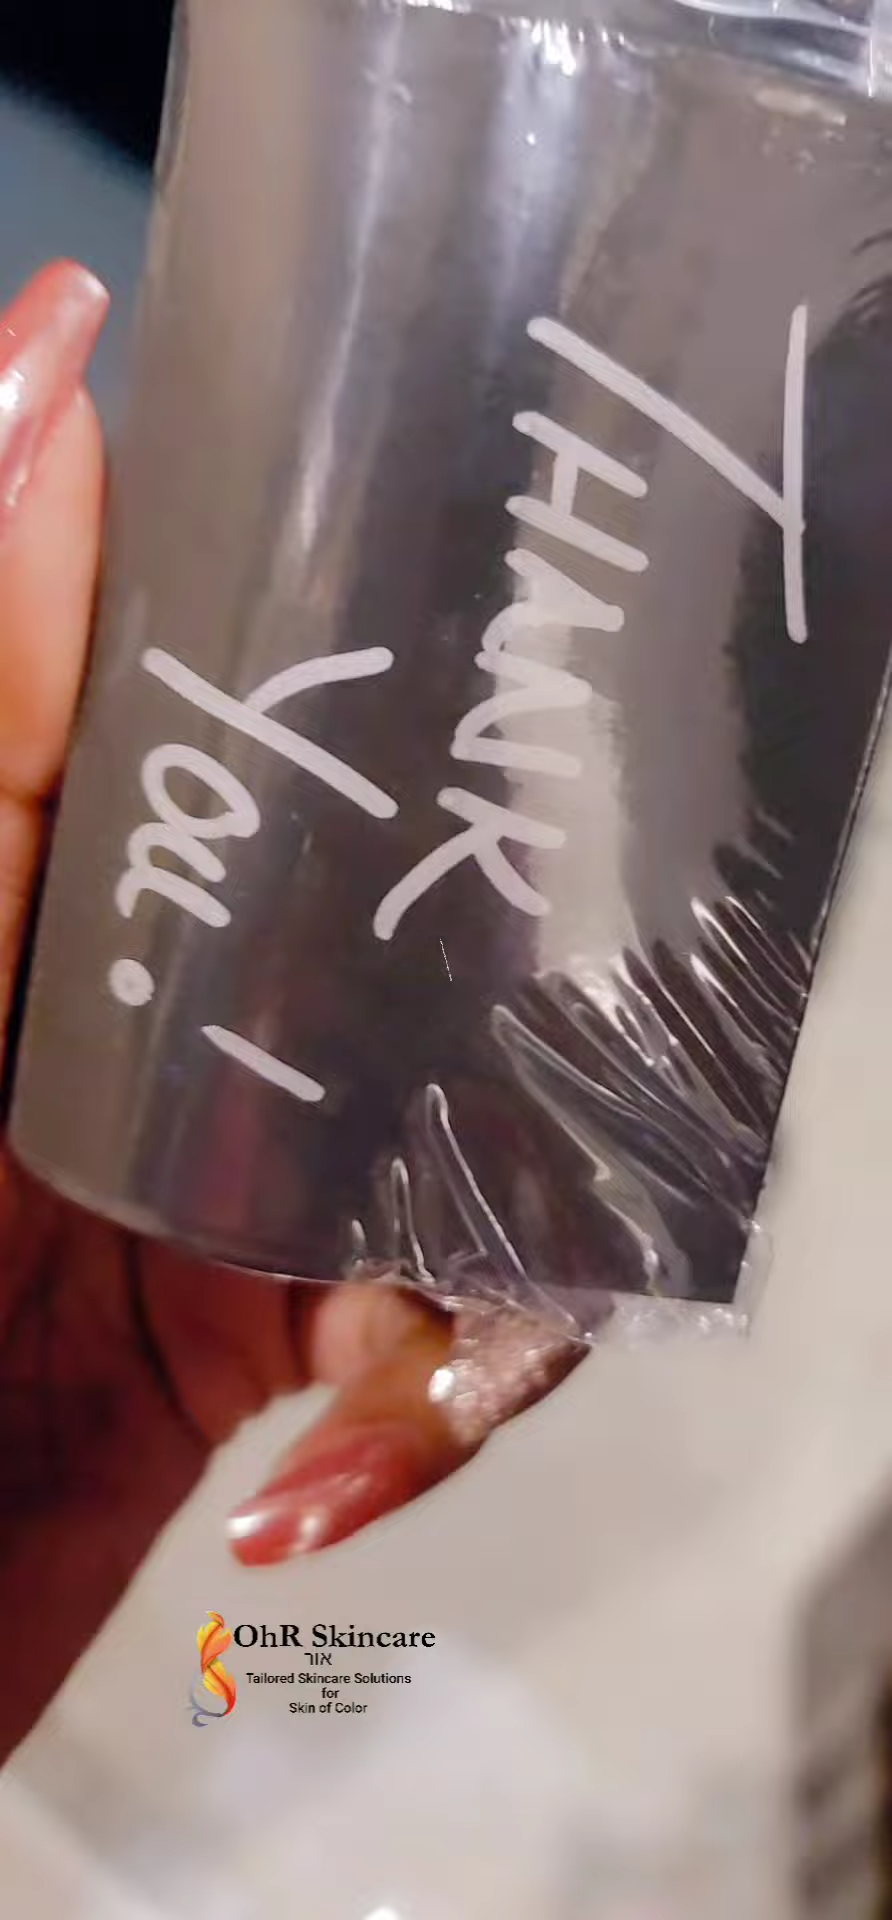 THANK
You.
OhR Skincare
אור
Tailored Skincare Solutions
for
Skin of Color